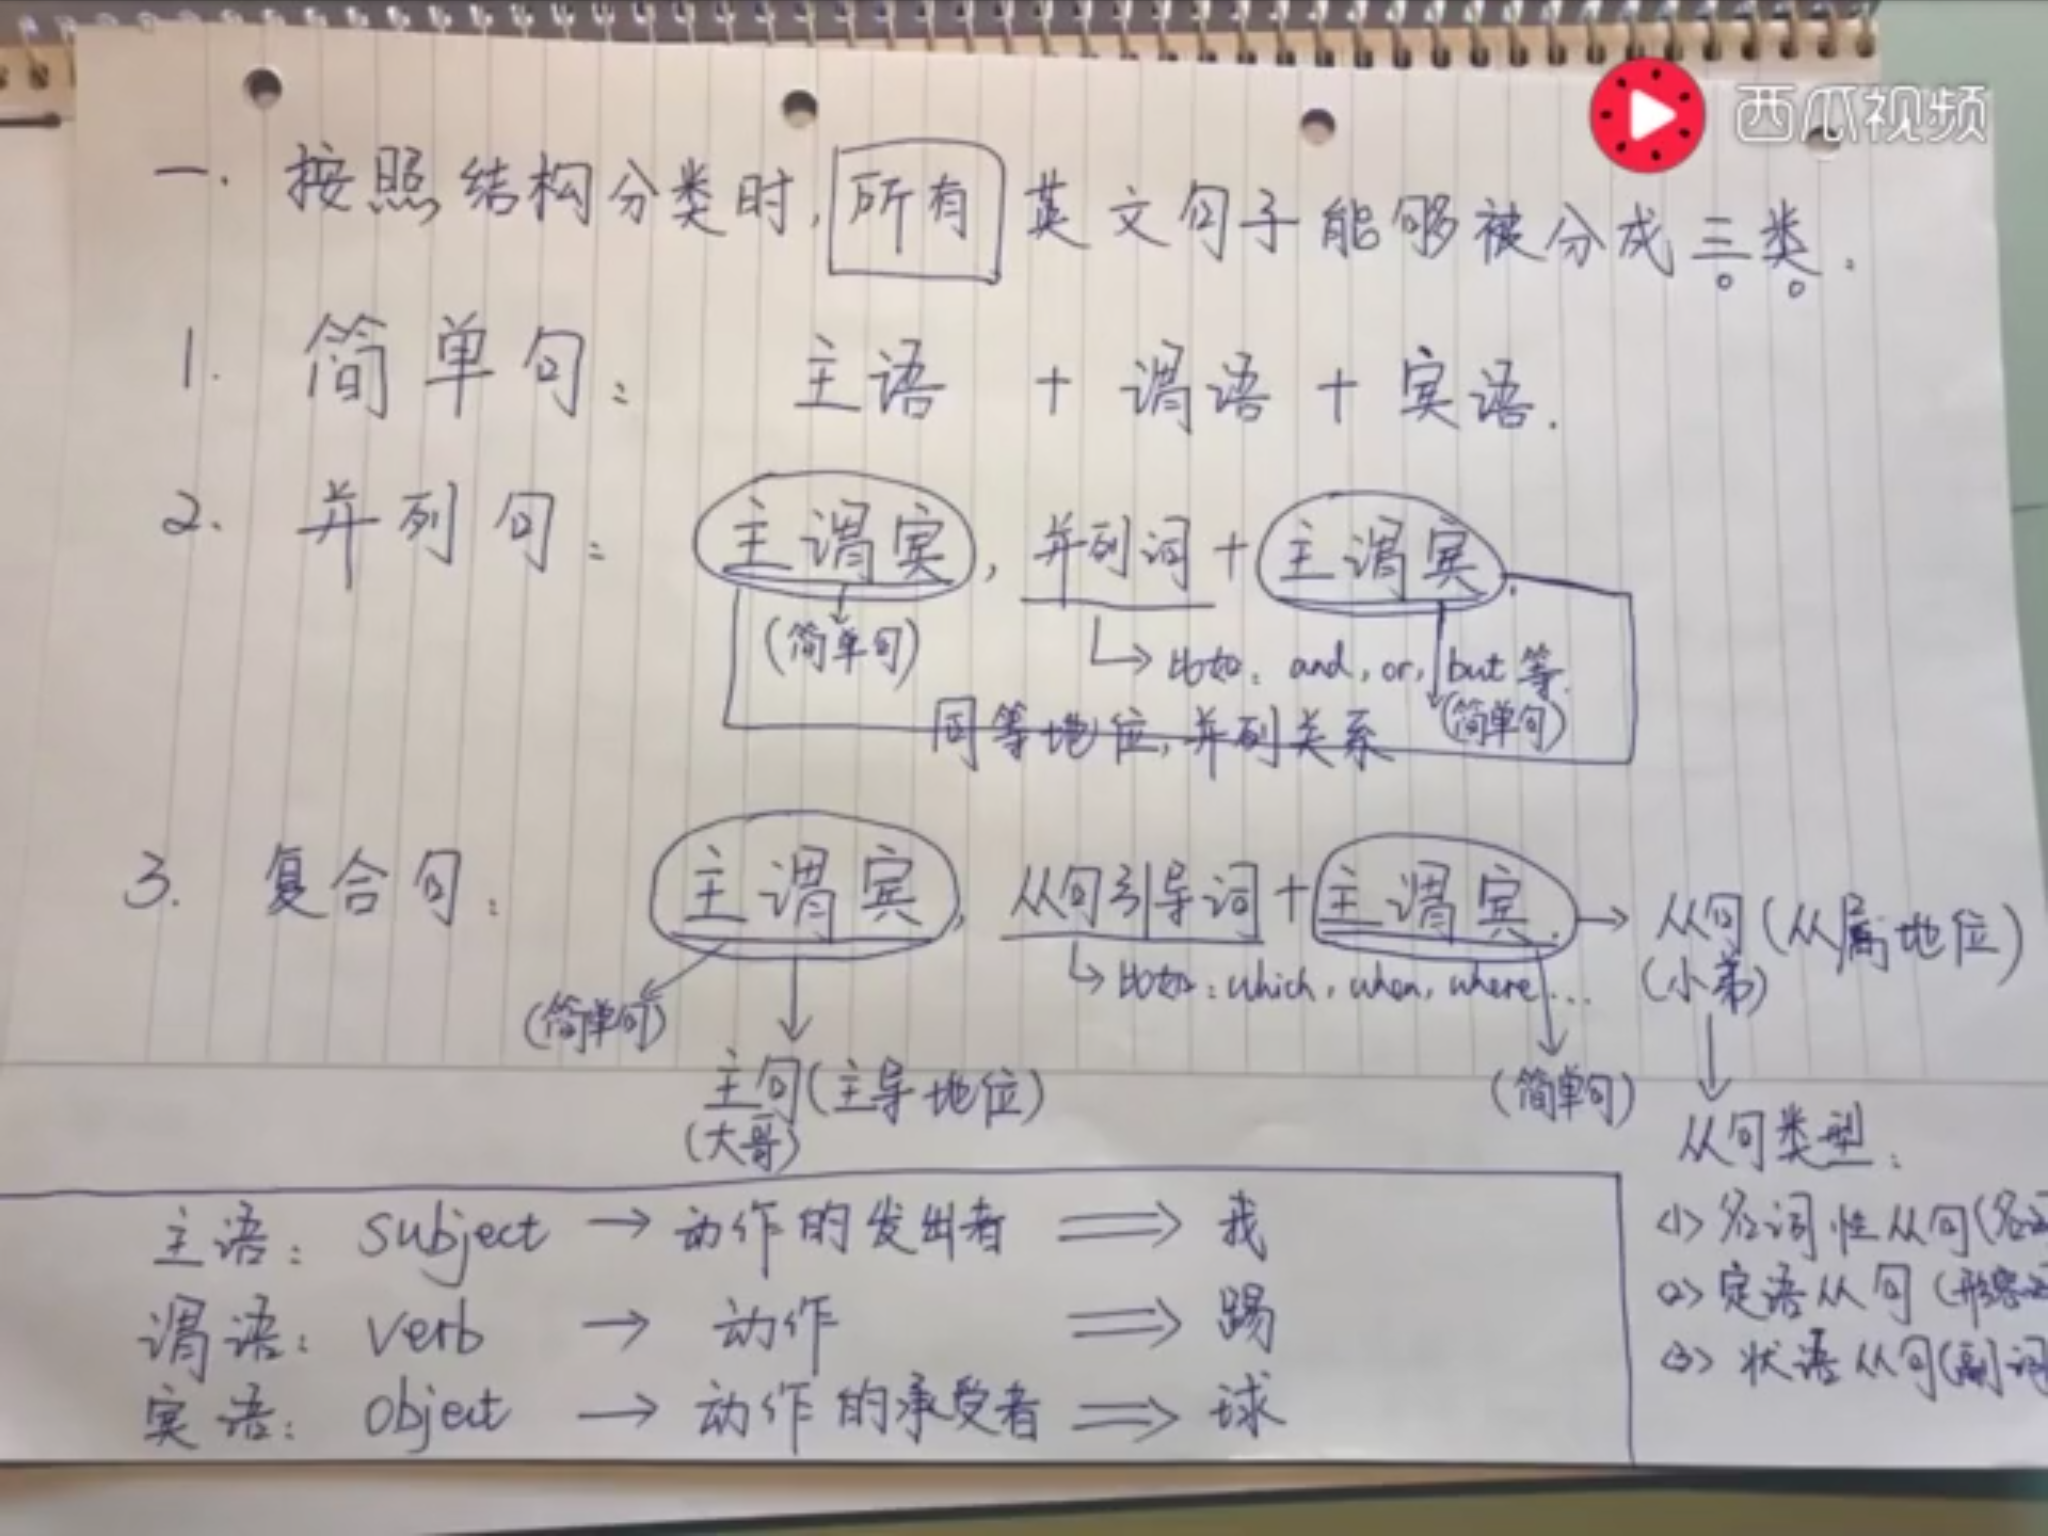 西瓜视频
一. 按照结构分类时, 所有 英文句子能够被分成三类.
1. 简单句: 主语 + 谓语 + 宾语.
2. 并列句: 主谓宾, 并列词 + 主谓宾.
(简单句) 比如: and, or, but 等.
(简单句)
同等地位, 并列关系
3. 复合句: 主谓宾, 从句引导词 + 主谓宾. → 从句 (从属地位)
(小弟)
比如: which, when, where ...
(简单句)
主句 (主导地位) (简单句)
(大哥)
从句类型:
<1> 名词性从句
<2> 定语从句
<3> 状语从句 (副词
主语: subject → 动作的发出者 ⇒ 我
谓语: verb → 动作 ⇒ 踢
宾语: object → 动作的承受者 ⇒ 球